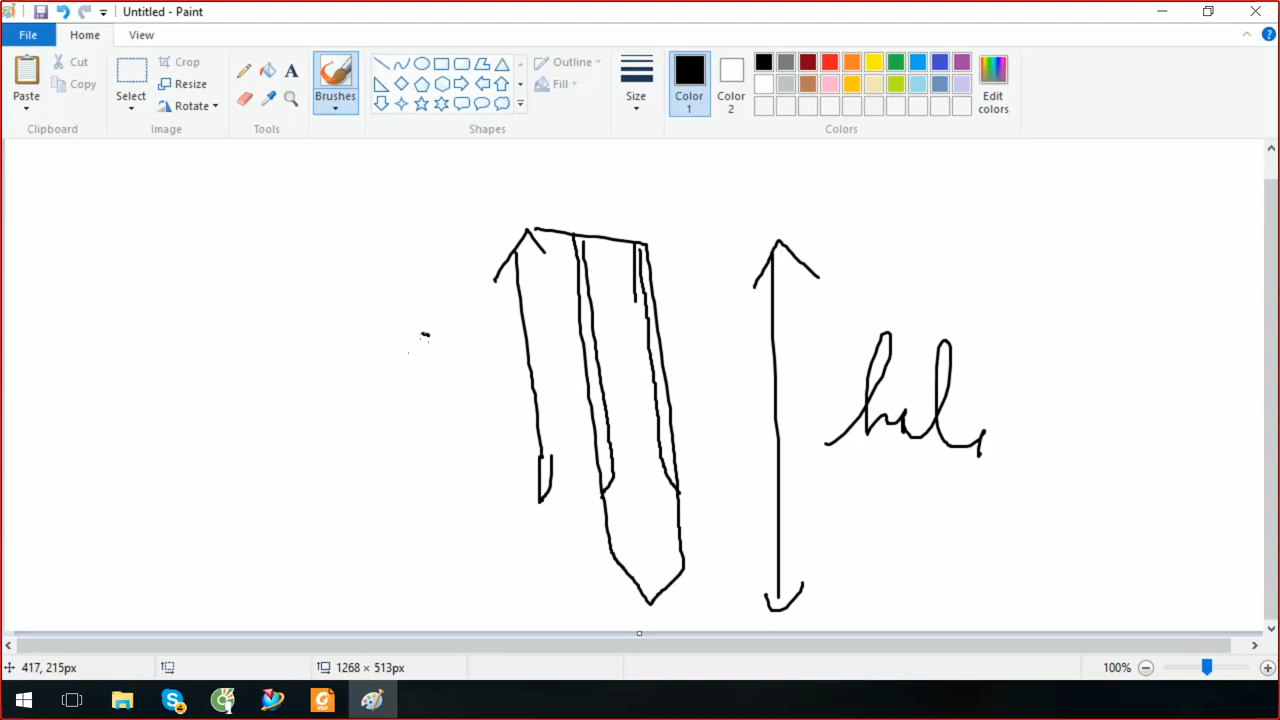 Untitled - Paint
File
Home
View
Paste
Cut
Copy
Clipboard
Select
Crop
Resize
Rotate
Image
Tools
Brushes
Outline
Fill
Shapes
Size
Color 1
Color 2
Edit colors
Colors
417, 215px
1268 × 513px
100%